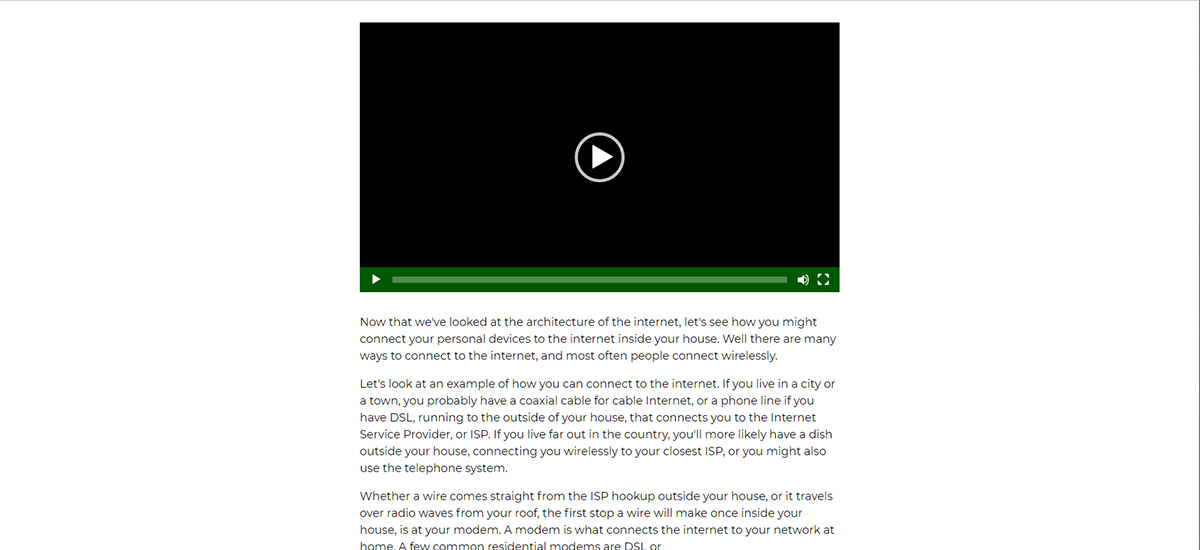 Now that we've looked at the architecture of the internet, let's see how you might
connect your personal devices to the internet inside your house. Well there are many
ways to connect to the internet, and most often people connect wirelessly.
Let's look at an example of how you can connect to the internet. If you live in a city or
a town, you probably have a coaxial cable for cable Internet, or a phone line if you
have DSL, running to the outside of your house, that connects you to the Internet
Service Provider, or ISP. If you live far out in the country, you'll more likely have a dish
outside your house, connecting you wirelessly to your closest ISP, or you might also
use the telephone system.
Whether a wire comes straight from the ISP hookup outside your house, or it travels
over radio waves from your roof, the first stop a wire will make once inside your
house, is at your modem. A modem is what connects the internet to your network at
home. A few common residential modems are DSL or